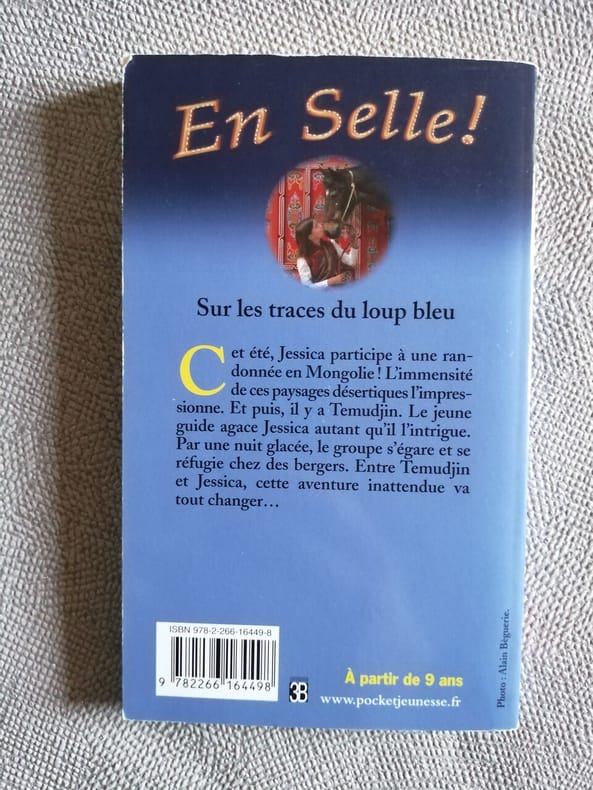 En Selle!
Sur les traces du loup bleu
Cet été, Jessica participe à une ran-
donnée en Mongolie ! L'immensité
de ces paysages désertiques l'impres-
sionne. Et puis, il y a Temudjin. Le jeune
guide agace Jessica autant qu'il l'intrigue.
Par une nuit glacée, le groupe s'égare et se
réfugie chez des bergers. Entre Temudjin
et Jessica, cette aventure inattendue va
tout changer…
ISBN 978-2-266-16449-8
9 782266 164498
3B
À partir de 9 ans
www.pocketjeunesse.fr
Photo : Alain Bèguerie.